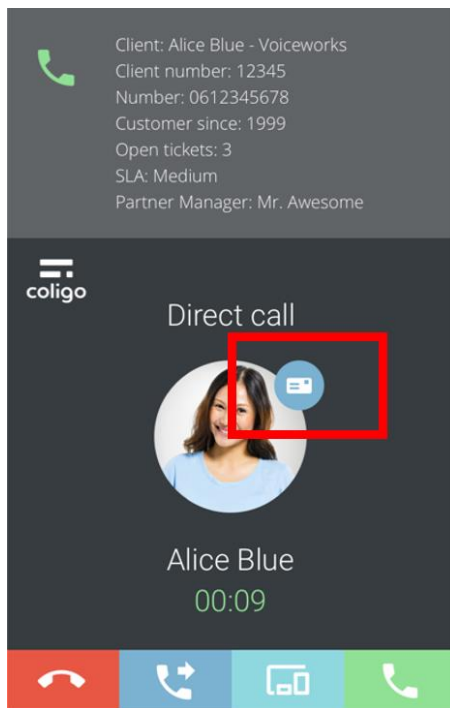 Client: Alice Blue - Voiceworks
Client number: 12345
Number: 0612345678
Customer since: 1999
Open tickets: 3
SLA: Medium
Partner Manager: Mr. Awesome
coligo
Direct call
Alice Blue
00:09